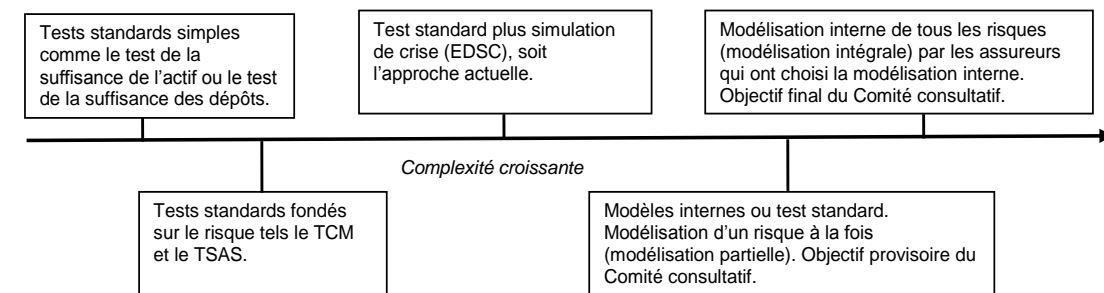 Tests standards simples
comme le test de la
suffisance de l'actif ou le test
de la suffisance des dépôts.
Test standard plus simulation
de crise (EDSC), soit
l'approche actuelle.
Modélisation interne de tous les risques
(modélisation intégrale) par les assureurs
qui ont choisi la modélisation interne.
Objectif final du Comité consultatif.
Complexité croissante
Tests standards fondés
sur le risque tels le TCM
et le TSAS.
Modèles internes ou test standard.
Modélisation d'un risque à la fois
(modélisation partielle). Objectif provisoire du
Comité consultatif.